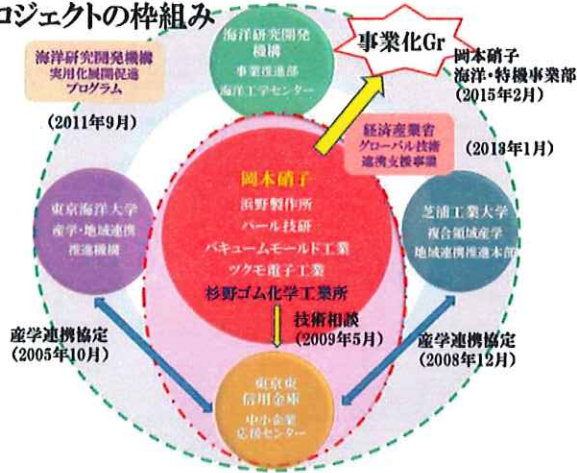 ロジェクトの枠組み
海洋研究開発機構
実用化展開促進
プログラム
(2011年9月)
海洋研究開発
機構
事業推進部
海洋工学センター
事業化Gr
岡本硝子
海洋・特機事業部
(2015年2月)
経済産業省
グローバル技術
連携支援事業
(2013年1月)
東京海洋大学
産学・地域連携
推進機構
岡本硝子
浜野製作所
パール技研
バキュームモールド工業
ツクモ電子工業
杉野ゴム化学工業所
芝浦工業大学
複合領域産学
地域連携推進本部
技術相談
(2009年5月)
産学連携協定
(2005年10月)
産学連携協定
(2008年12月)
東京東
信用金庫
中小企業
応援センター